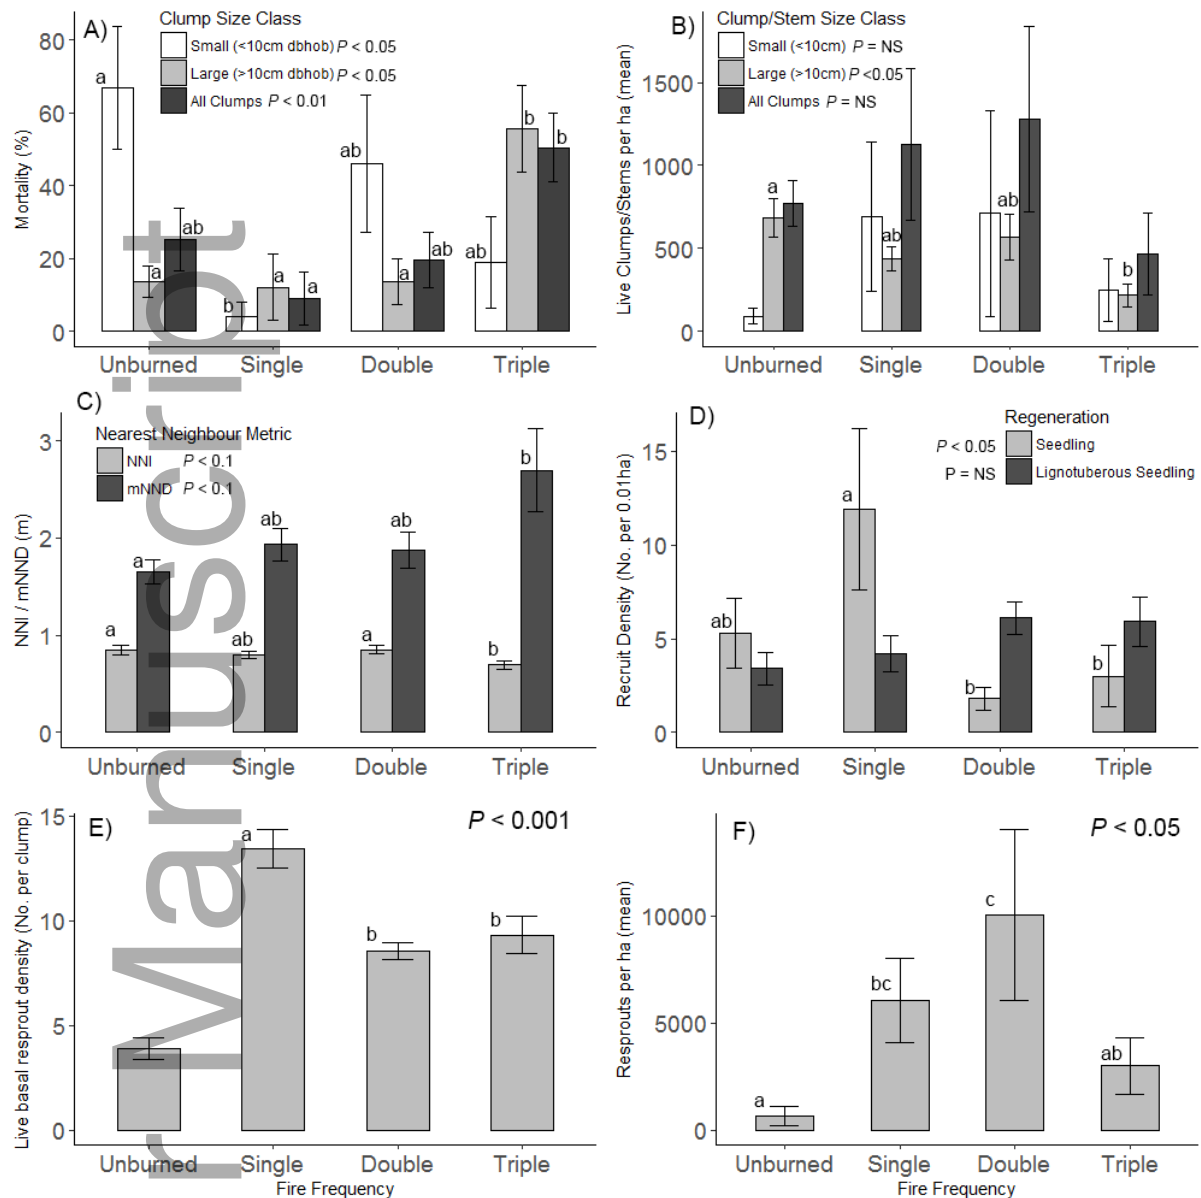 A)
Clump Size Class
Small (<10cm dbhob) P < 0.05
Large (>10cm dbhob) P < 0.05
All Clumps P < 0.01
Mortality (%)
80
60
40
20
0
a
a
ab
b
a
a
ab
a
ab
ab
b
b
Unburned Single Double Triple
B)
Clump/Stem Size Class
Small (<10cm) P = NS
Large (>10cm) P <0.05
All Clumps P = NS
Live Clumps/Stems per ha (mean)
1500
1000
500
0
a
ab
ab
b
Unburned Single Double Triple
C)
Nearest Neighbour Metric
NNI P < 0.1
mNND P < 0.1
NNI / mNND (m)
3
2
1
0
a
a
ab
ab
a
ab
b
b
Unburned Single Double Triple
D)
Regeneration
P < 0.05 Seedling
P = NS Lignotuberous Seedling
Recruit Density (No. per 0.01ha)
15
10
5
0
ab
a
b
b
Unburned Single Double Triple
E)
P < 0.001
Live basal resprout density (No. per clump)
15
10
5
0
a
b
b
Unburned Single Double Triple
Fire Frequency
F)
P < 0.05
Resprouts per ha (mean)
10000
5000
0
a
bc
c
ab
Unburned Single Double Triple
Fire Frequency
r Manuscript